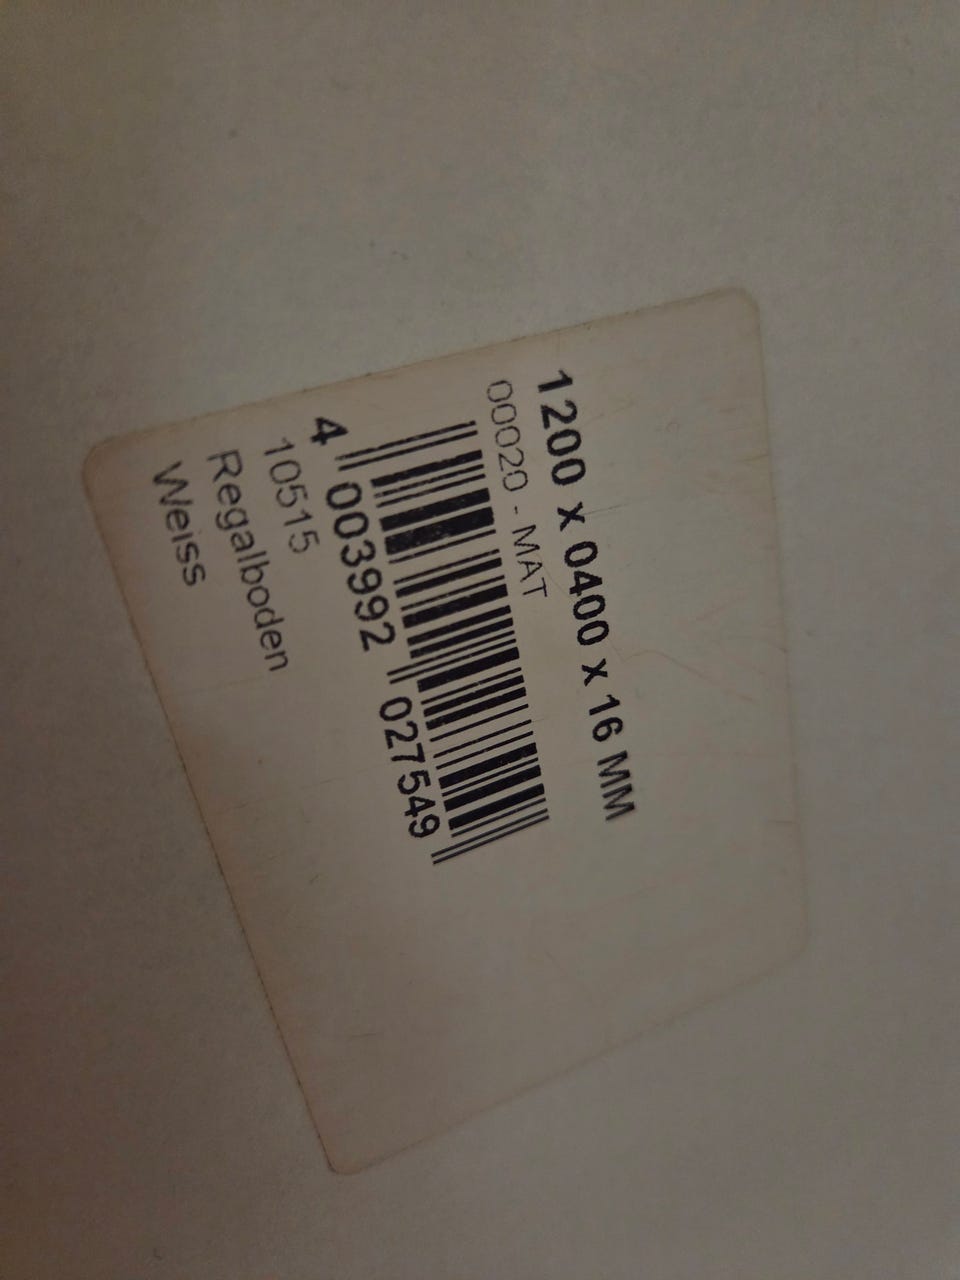 1200 x 0400 x 16 MM
00020 - MAT
4 003992 027549
10515
Regalboden
Weiss